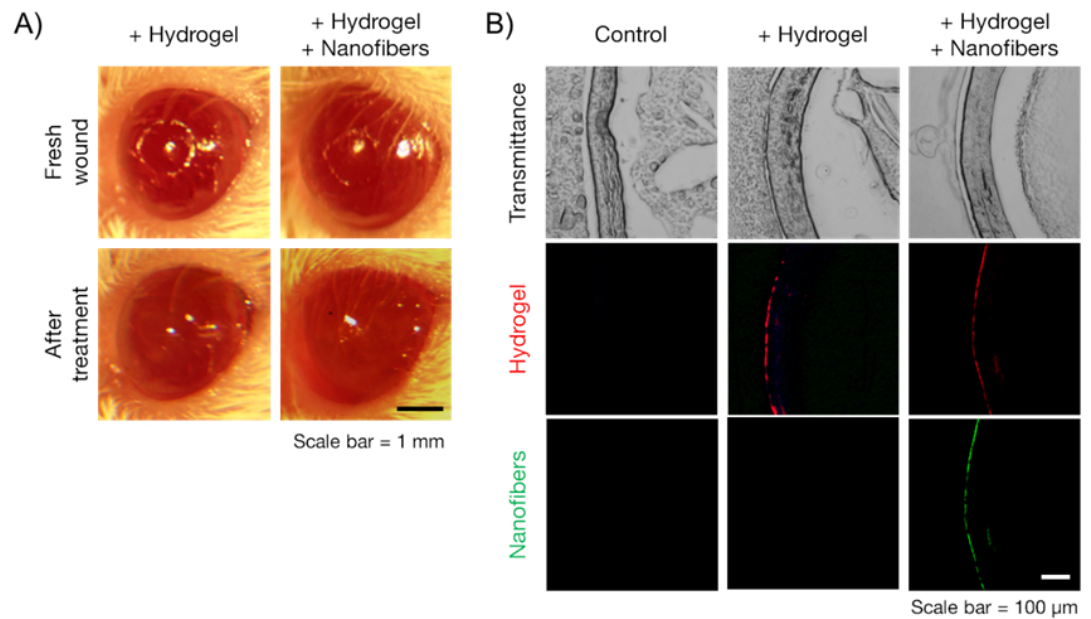 A)
+ Hydrogel
+ Hydrogel
+ Nanofibers
Fresh
wound
After
treatment
Scale bar = 1 mm
B)
Control
+ Hydrogel
+ Hydrogel
+ Nanofibers
Transmittance
Hydrogel
Nanofibers
Scale bar = 100 µm